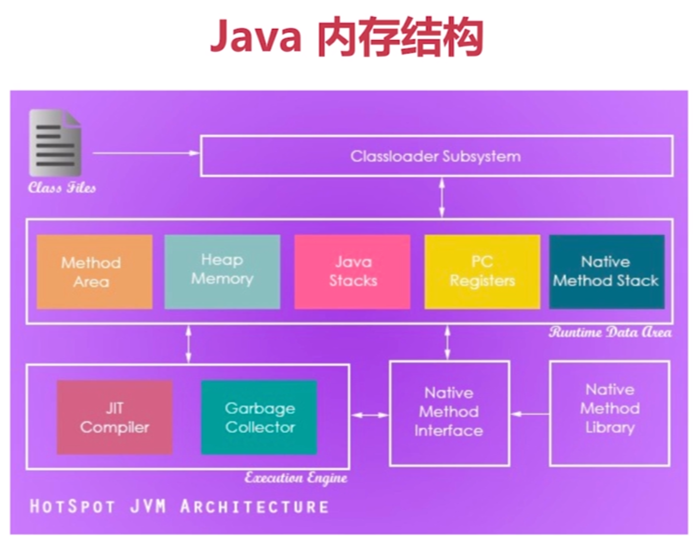 Java 内存结构
Class Files
Classloader Subsystem
Method
Area
Heap
Memory
Java
Stacks
PC
Registers
Native
Method Stack
Runtime Data Area
JIT
Compiler
Garbage
Collector
Native
Method
Interface
Native
Method
Library
Execution Engine
HotSpot JVM Architecture